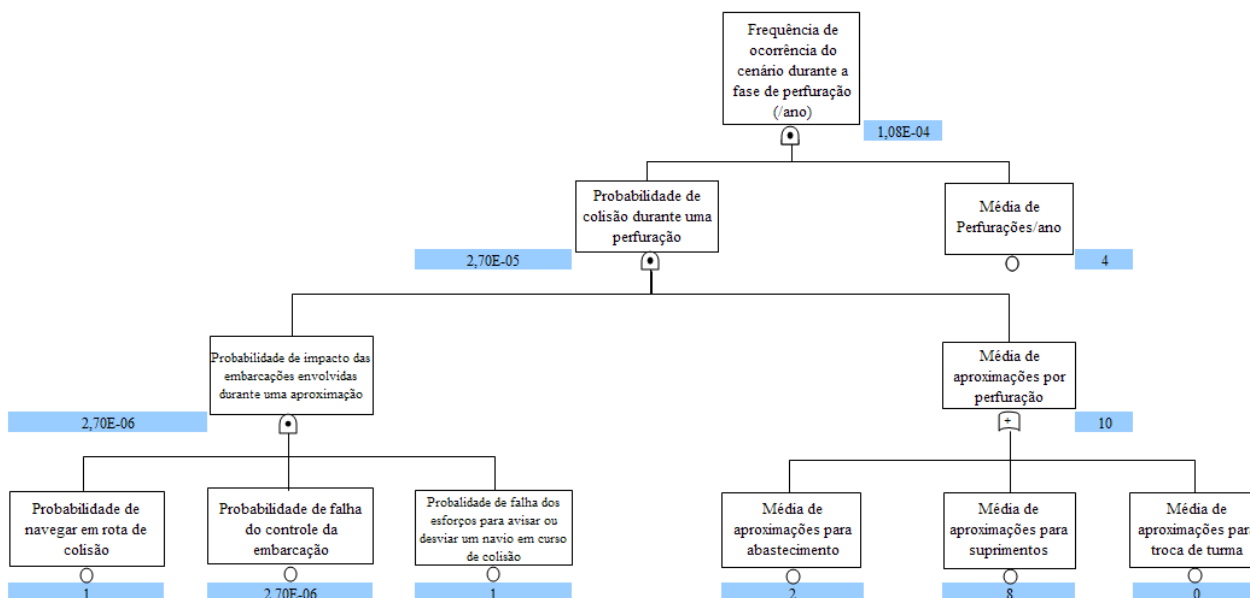 Frequência de
ocorrência do
cenário durante a
fase de perfuração
(/ano)
1,08E-04
Probabilidade de
colisão durante uma
perfuração
Média de
Perfurações/ano
2,70E-05
4
Probabilidade de impacto das
embarcações envolvidas
durante uma aproximação
Média de
aproximações por
perfuração
2,70E-06
+
10
Probabilidade de
navegar em rota de
colisão
Probabilidade de falha
do controle da
embarcação
Probalidade de falha dos
esforços para avisar ou
desviar um navio em curso
de colisão
Média de
aproximações para
abastecimento
Média de
aproximações para
suprimentos
Média de
aproximações para
troca de turma
1
2,70E-06
1
2
8
0